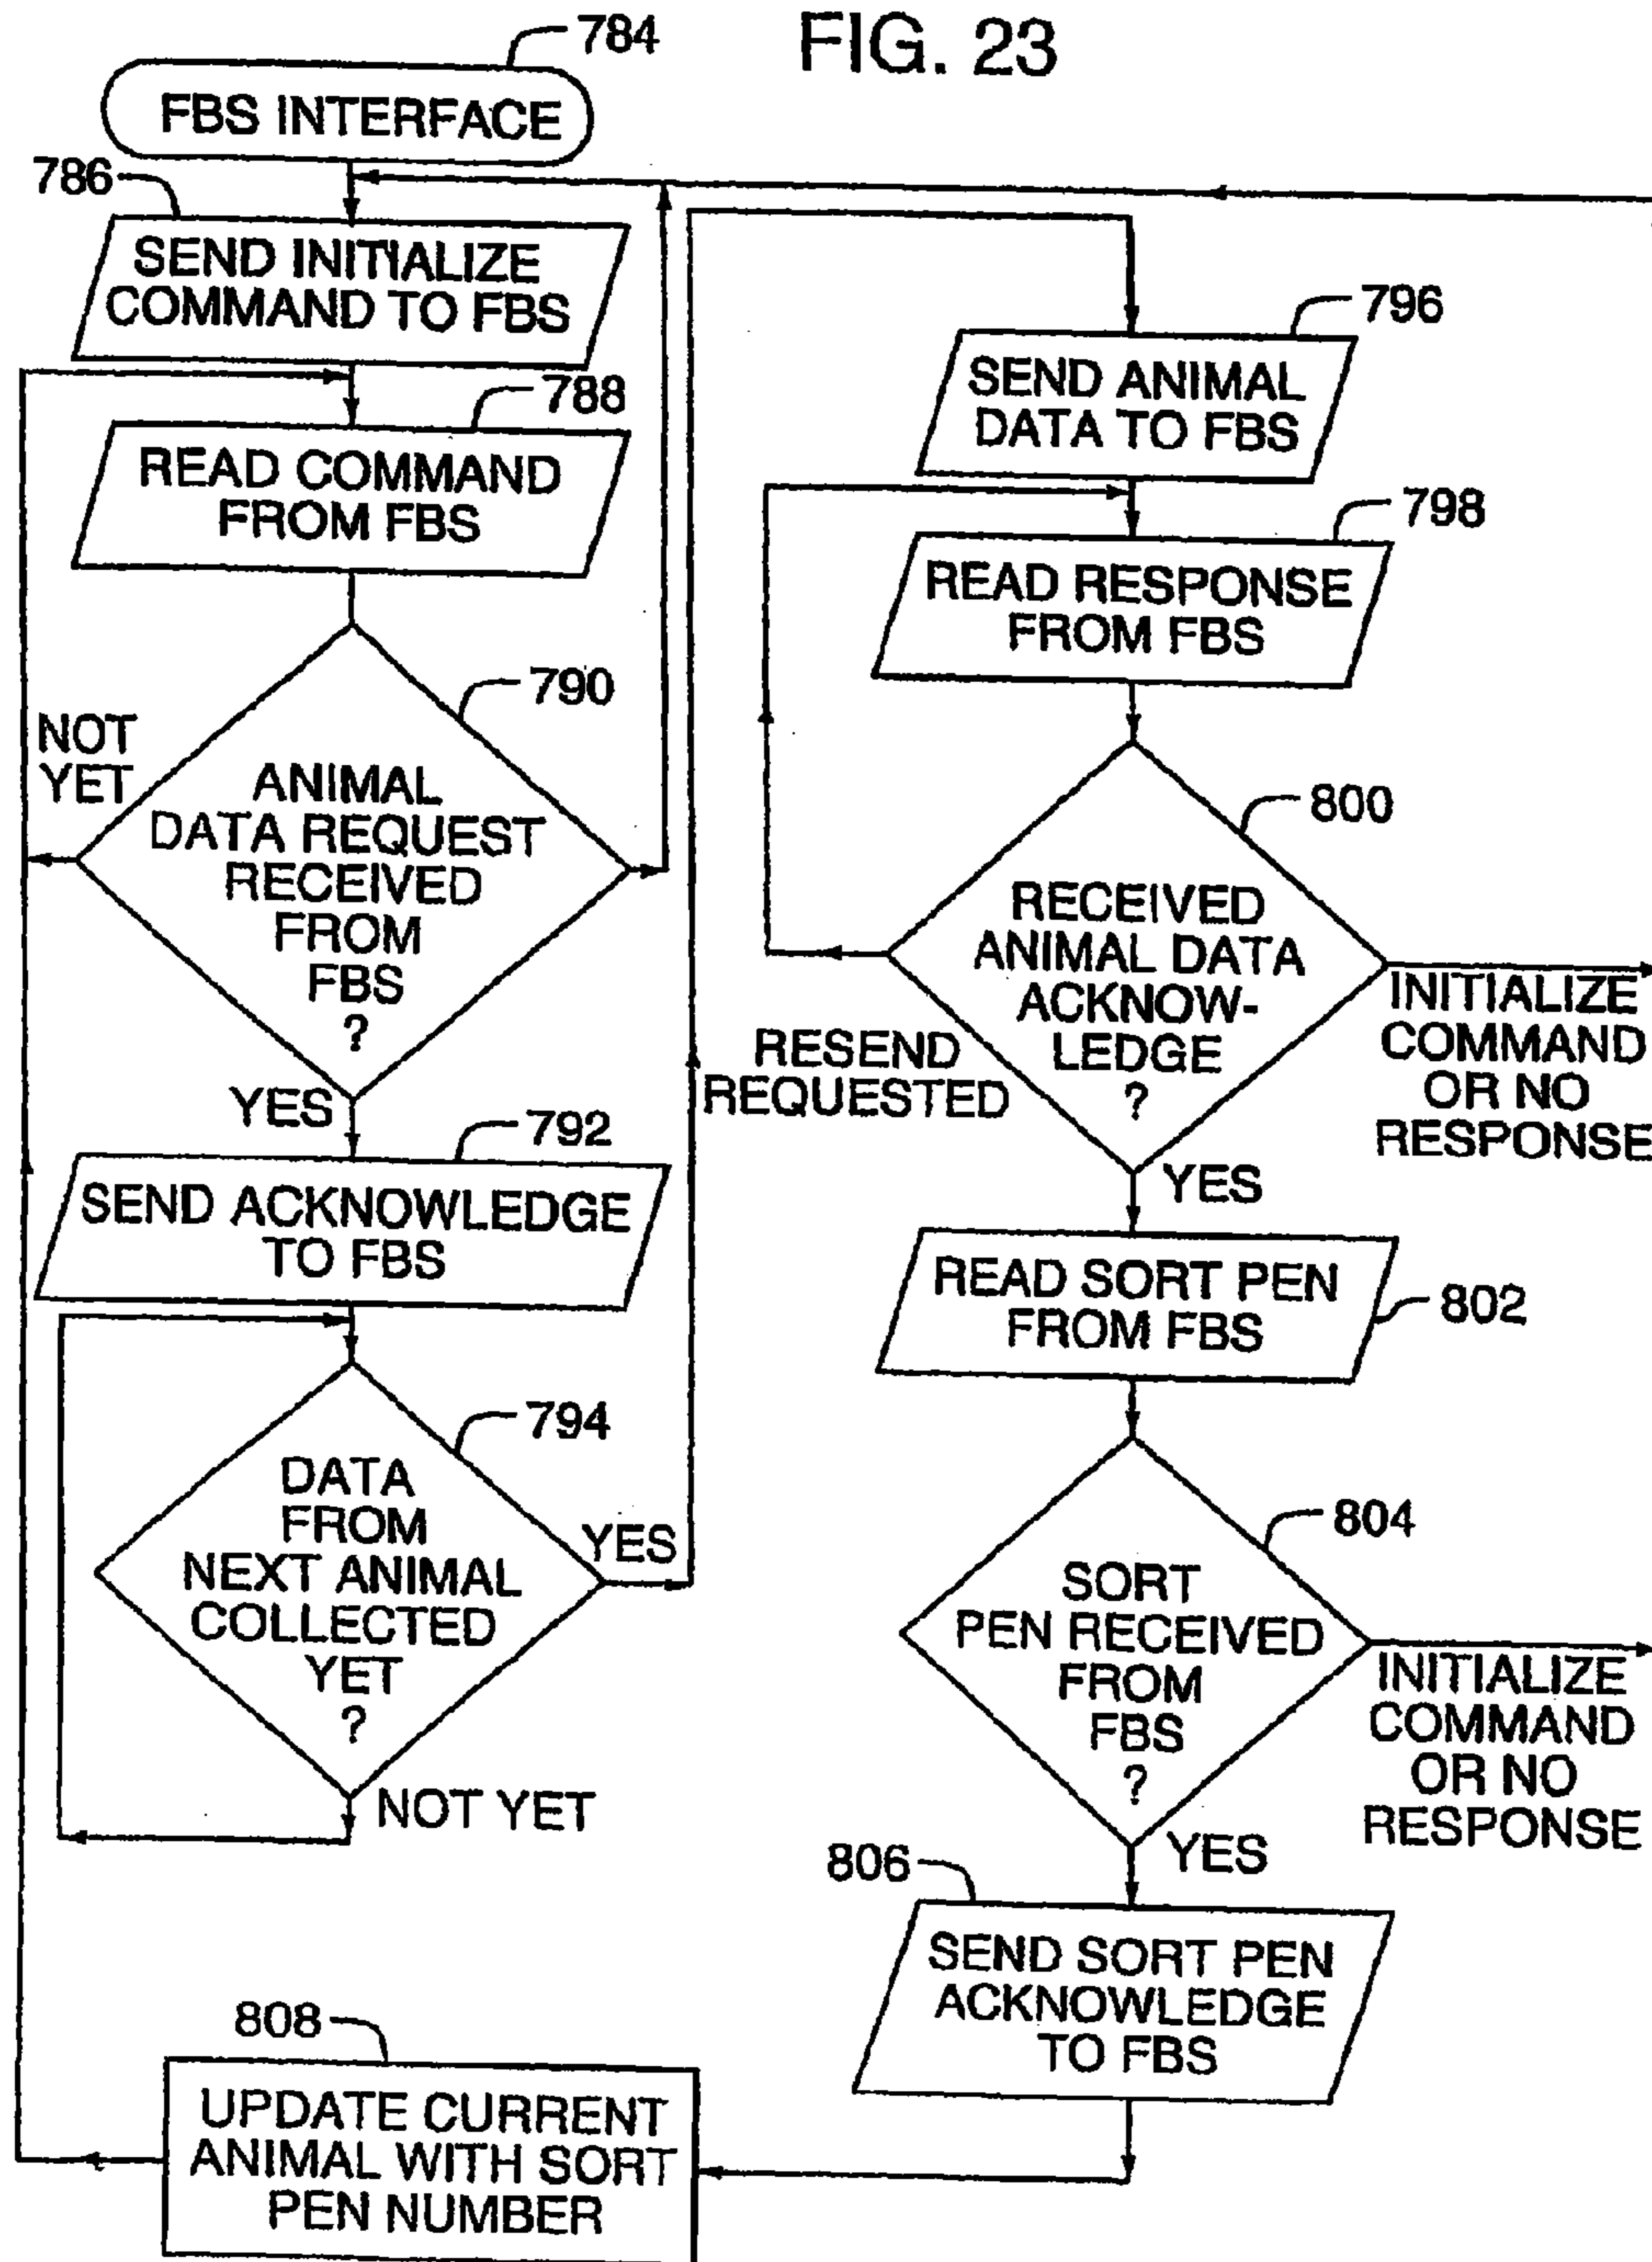 FIG. 23
784
FBS INTERFACE
786
SEND INITIALIZE
COMMAND TO FBS
788
READ COMMAND
FROM FBS
790
NOT
YET
ANIMAL
DATA REQUEST
RECEIVED
FROM
FBS
?
YES
792
SEND ACKNOWLEDGE
TO FBS
794
DATA
FROM
NEXT ANIMAL
COLLECTED
YET
?
YES
NOT YET
796
SEND ANIMAL
DATA TO FBS
798
READ RESPONSE
FROM FBS
800
RECEIVED
ANIMAL DATA
ACKNOW-
LEDGE
?
RESEND
REQUESTED
INITIALIZE
COMMAND
OR NO
RESPONSE
YES
READ SORT PEN
FROM FBS
802
804
SORT
PEN RECEIVED
FROM
FBS
?
INITIALIZE
COMMAND
OR NO
RESPONSE
YES
806
SEND SORT PEN
ACKNOWLEDGE
TO FBS
808
UPDATE CURRENT
ANIMAL WITH SORT
PEN NUMBER